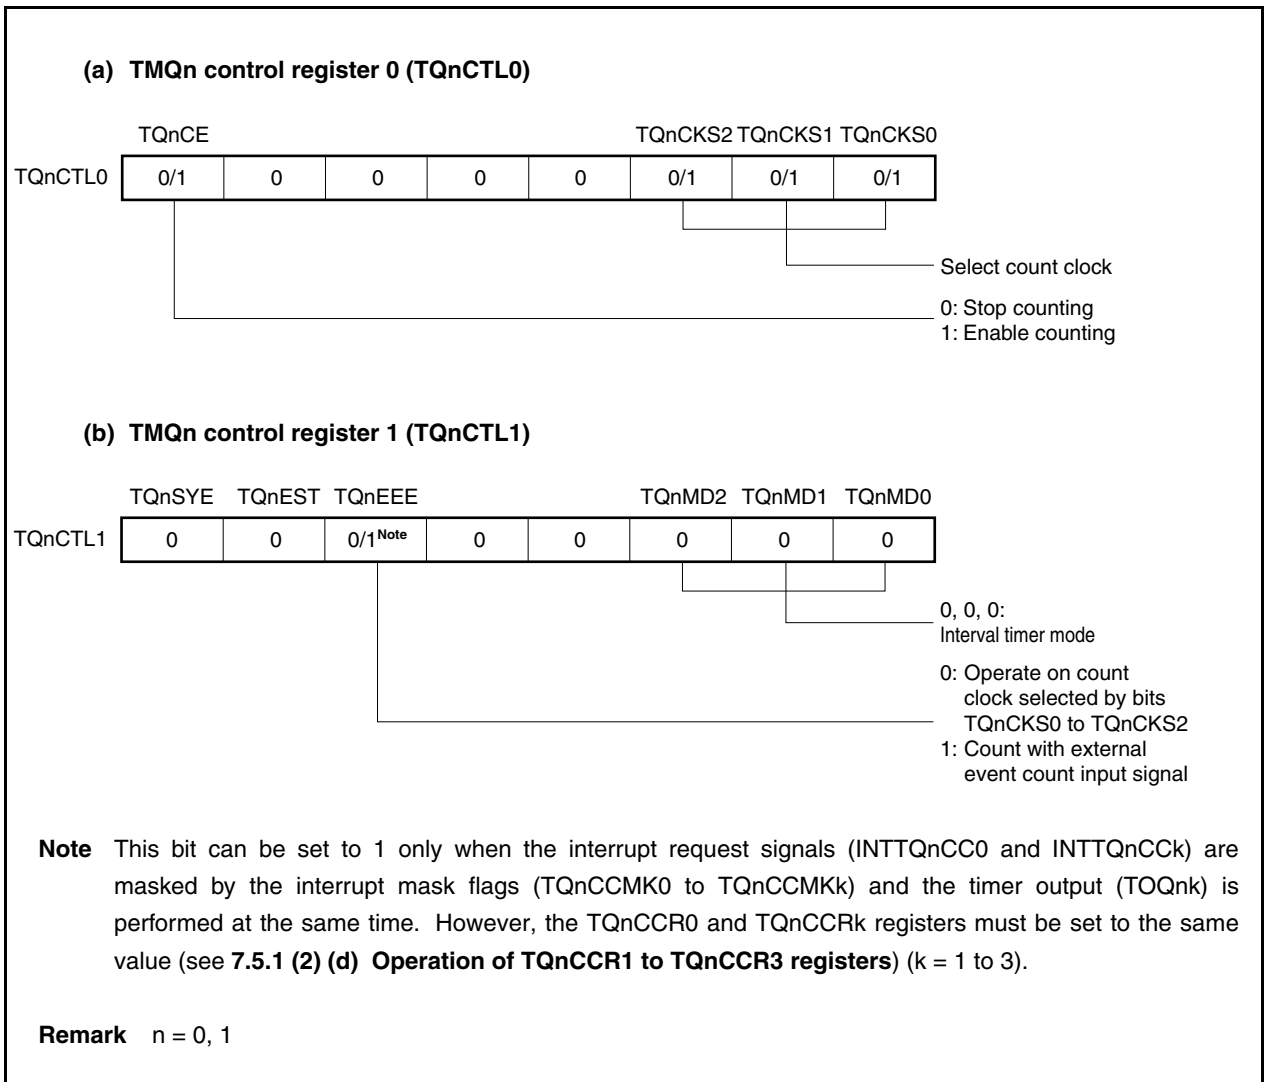 (a) TMQn control register 0 (TQnCTL0)
TQnCE TQnCKS2 TQnCKS1 TQnCKS0
TQnCTL0 0/1 0 0 0 0 0/1 0/1 0/1
Select count clock
0: Stop counting
1: Enable counting
(b) TMQn control register 1 (TQnCTL1)
TQnSYE TQnEST TQnEEE TQnMD2 TQnMD1 TQnMD0
TQnCTL1 0 0 0/1Note 0 0 0 0 0
0, 0, 0:
Interval timer mode
0: Operate on count
clock selected by bits
TQnCKS0 to TQnCKS2
1: Count with external
event count input signal
Note This bit can be set to 1 only when the interrupt request signals (INTTQnCC0 and INTTQnCCk) are
masked by the interrupt mask flags (TQnCCMK0 to TQnCCMKk) and the timer output (TOQnk) is
performed at the same time. However, the TQnCCR0 and TQnCCRk registers must be set to the same
value (see 7.5.1 (2) (d) Operation of TQnCCR1 to TQnCCR3 registers) (k = 1 to 3).
Remark n = 0, 1